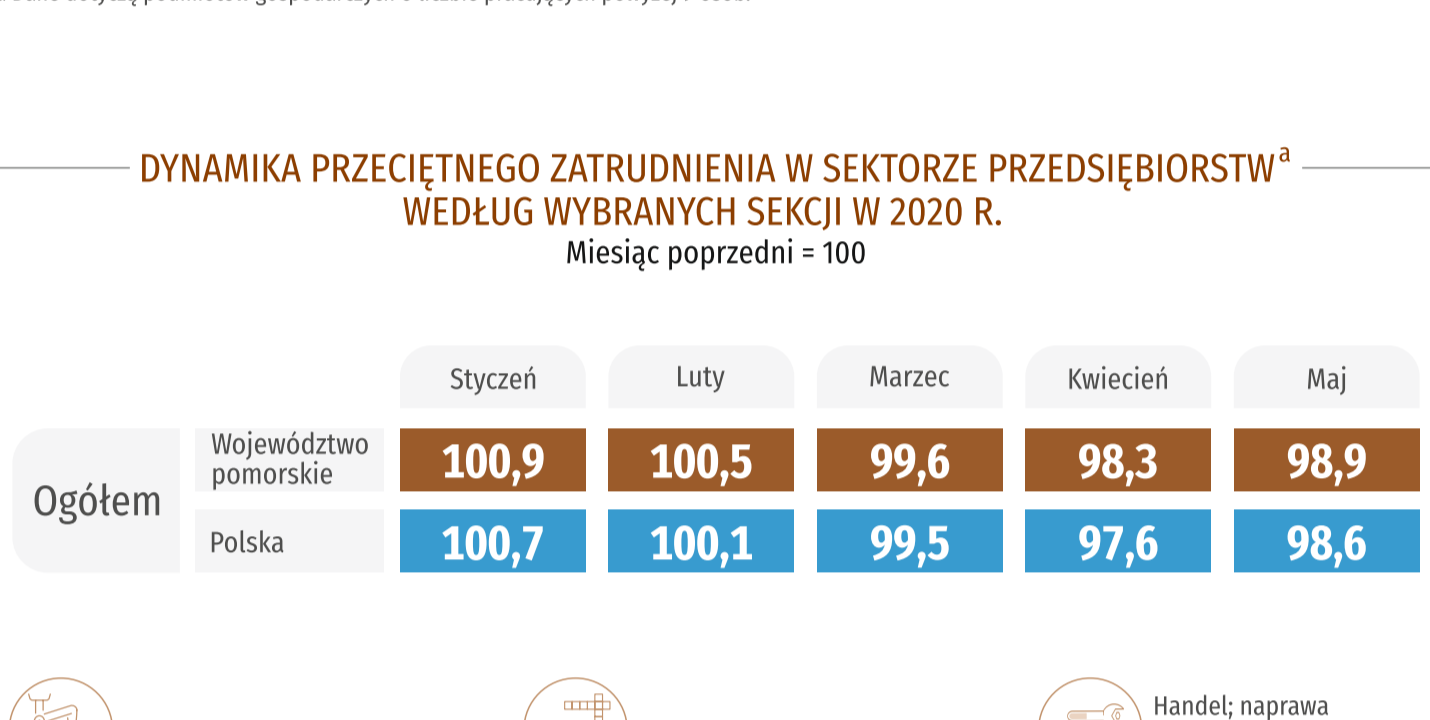 DYNAMIKA PRZECIĘTNEGO ZATRUDNIENIA W SEKTORZE PRZEDSIĘBIORSTWᵃ
WEDŁUG WYBRANYCH SEKCJI W 2020 R.
Miesiąc poprzedni = 100
Styczeń Luty Marzec Kwiecień Maj
Ogółem
Województwo
pomorskie
100,9 100,5 99,6 98,3 98,9
Polska 100,7 100,1 99,5 97,6 98,6
Handel; naprawa